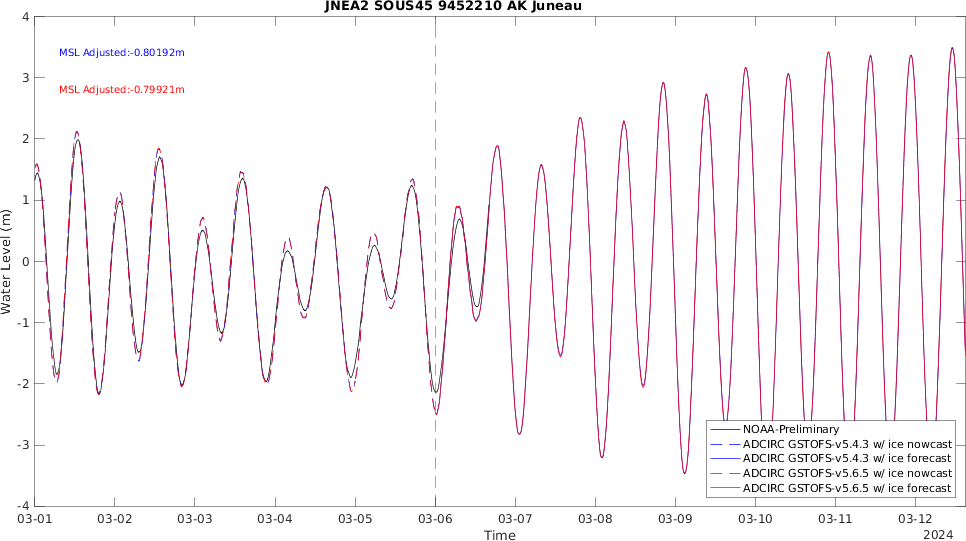 JNEA2 SOUS45 9452210 AK Juneau
MSL Adjusted:-0.80192m
MSL Adjusted:-0.79921m
Water Level (m)
4
3
2
1
0
-1
-2
-3
-4
NOAA-Preliminary
ADCIRC GSTOFS-v5.4.3 w/ ice nowcast
ADCIRC GSTOFS-v5.4.3 w/ ice forecast
ADCIRC GSTOFS-v5.6.5 w/ ice nowcast
ADCIRC GSTOFS-v5.6.5 w/ ice forecast
03-01 03-02 03-03 03-04 03-05 03-06 03-07 03-08 03-09 03-10 03-11 03-12
Time
2024